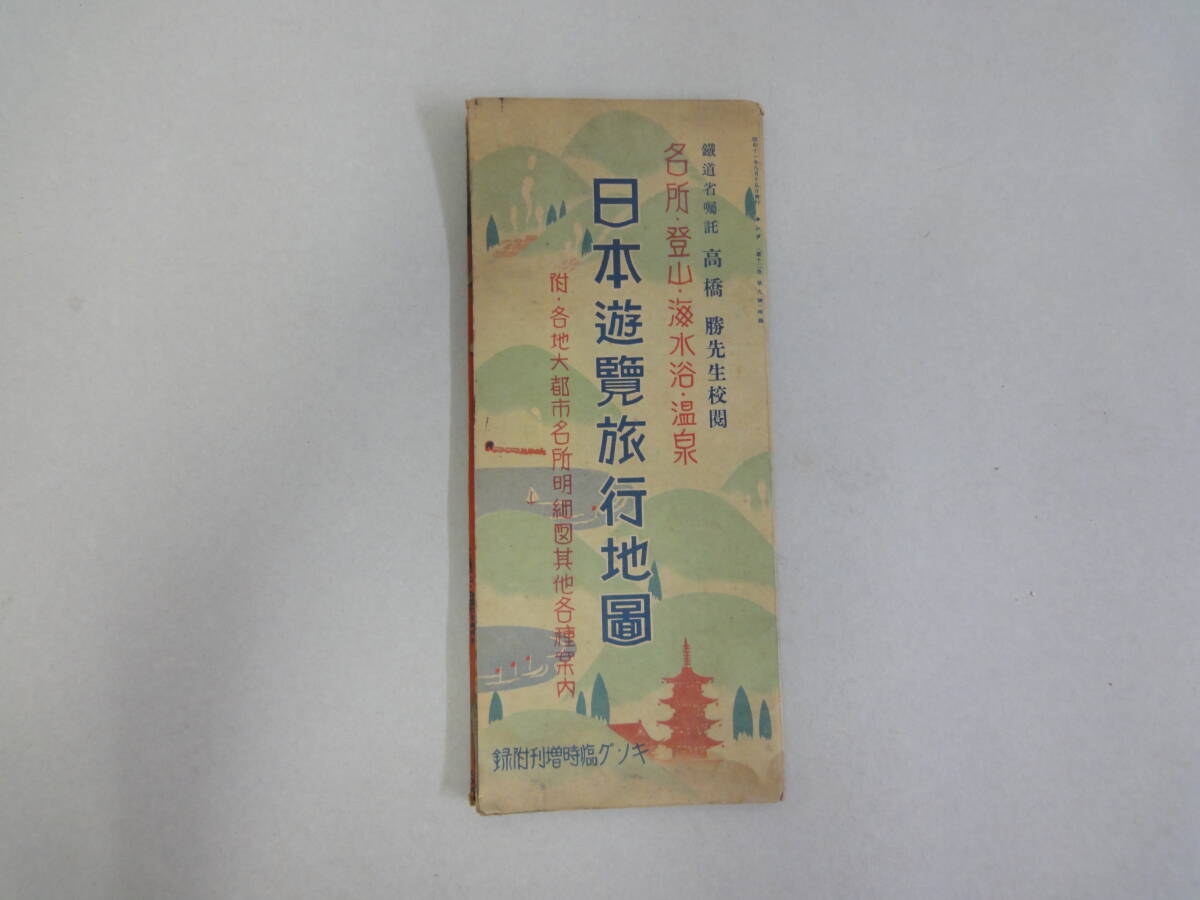 鐵道省囑託 高橋 勝先生校閲
名所・登山・海水浴・温泉
日本遊覽旅行地圖
附・各地大都市名所明細図其他各種案内
キング臨時増刊附録